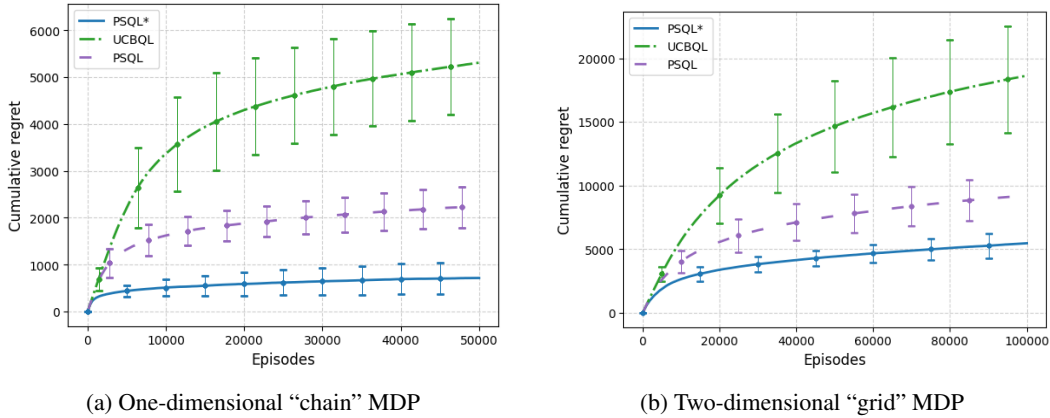 PSQL*
UCBQL
PSQL
6000
5000
4000
3000
2000
1000
0
Cumulative regret
0 10000 20000 30000 40000 50000
Episodes
(a) One-dimensional “chain” MDP
PSQL*
UCBQL
PSQL
20000
15000
10000
5000
0
Cumulative regret
0 20000 40000 60000 80000 100000
Episodes
(b) Two-dimensional “grid” MDP